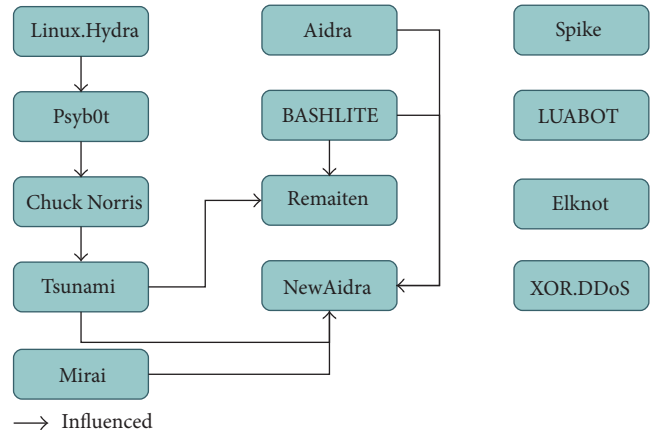 Linux.Hydra
Psyb0t
Chuck Norris
Tsunami
Mirai
Aidra
BASHLITE
Remaiten
NewAidra
Spike
LUABOT
Elknot
XOR.DDoS
Influenced